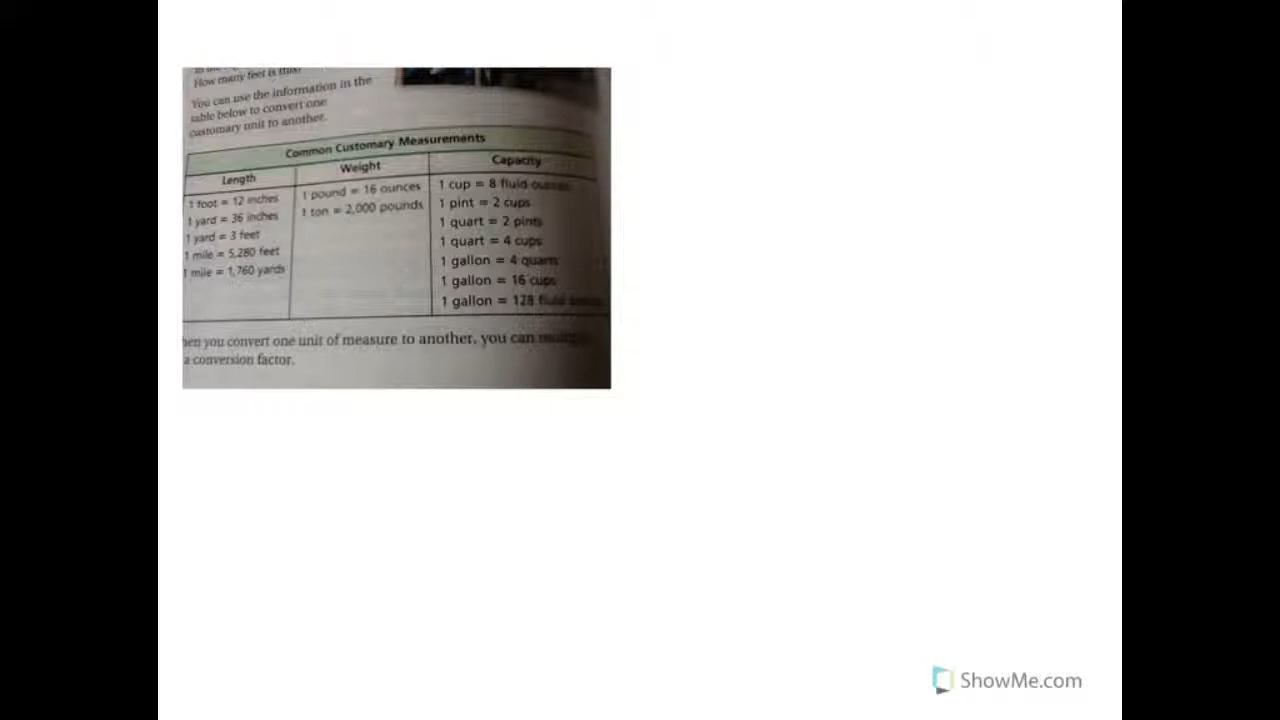 How many feet is this?
You can use the information in the
table below to convert one
customary unit to another.
Common Customary Measurements
Length
Weight
Capacity
1 foot = 12 inches
1 yard = 36 inches
1 yard = 3 feet
1 mile = 5,280 feet
1 mile = 1,760 yards
1 pound = 16 ounces
1 ton = 2,000 pounds
1 cup = 8 fluid ounces
1 pint = 2 cups
1 quart = 2 pints
1 quart = 4 cups
1 gallon = 4 quarts
1 gallon = 16 cups
1 gallon = 128 fluid
hen you convert one unit of measure to another, you can
a conversion factor.
ShowMe.com